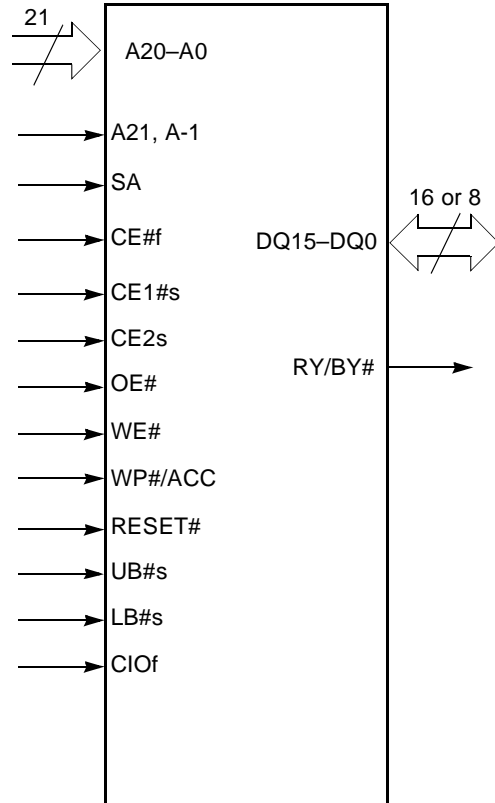 21
A20–A0
A21, A-1
SA
16 or 8
CE#f
DQ15–DQ0
CE1#s
CE2s
RY/BY#
OE#
WE#
WP#/ACC
RESET#
UB#s
LB#s
CIOf